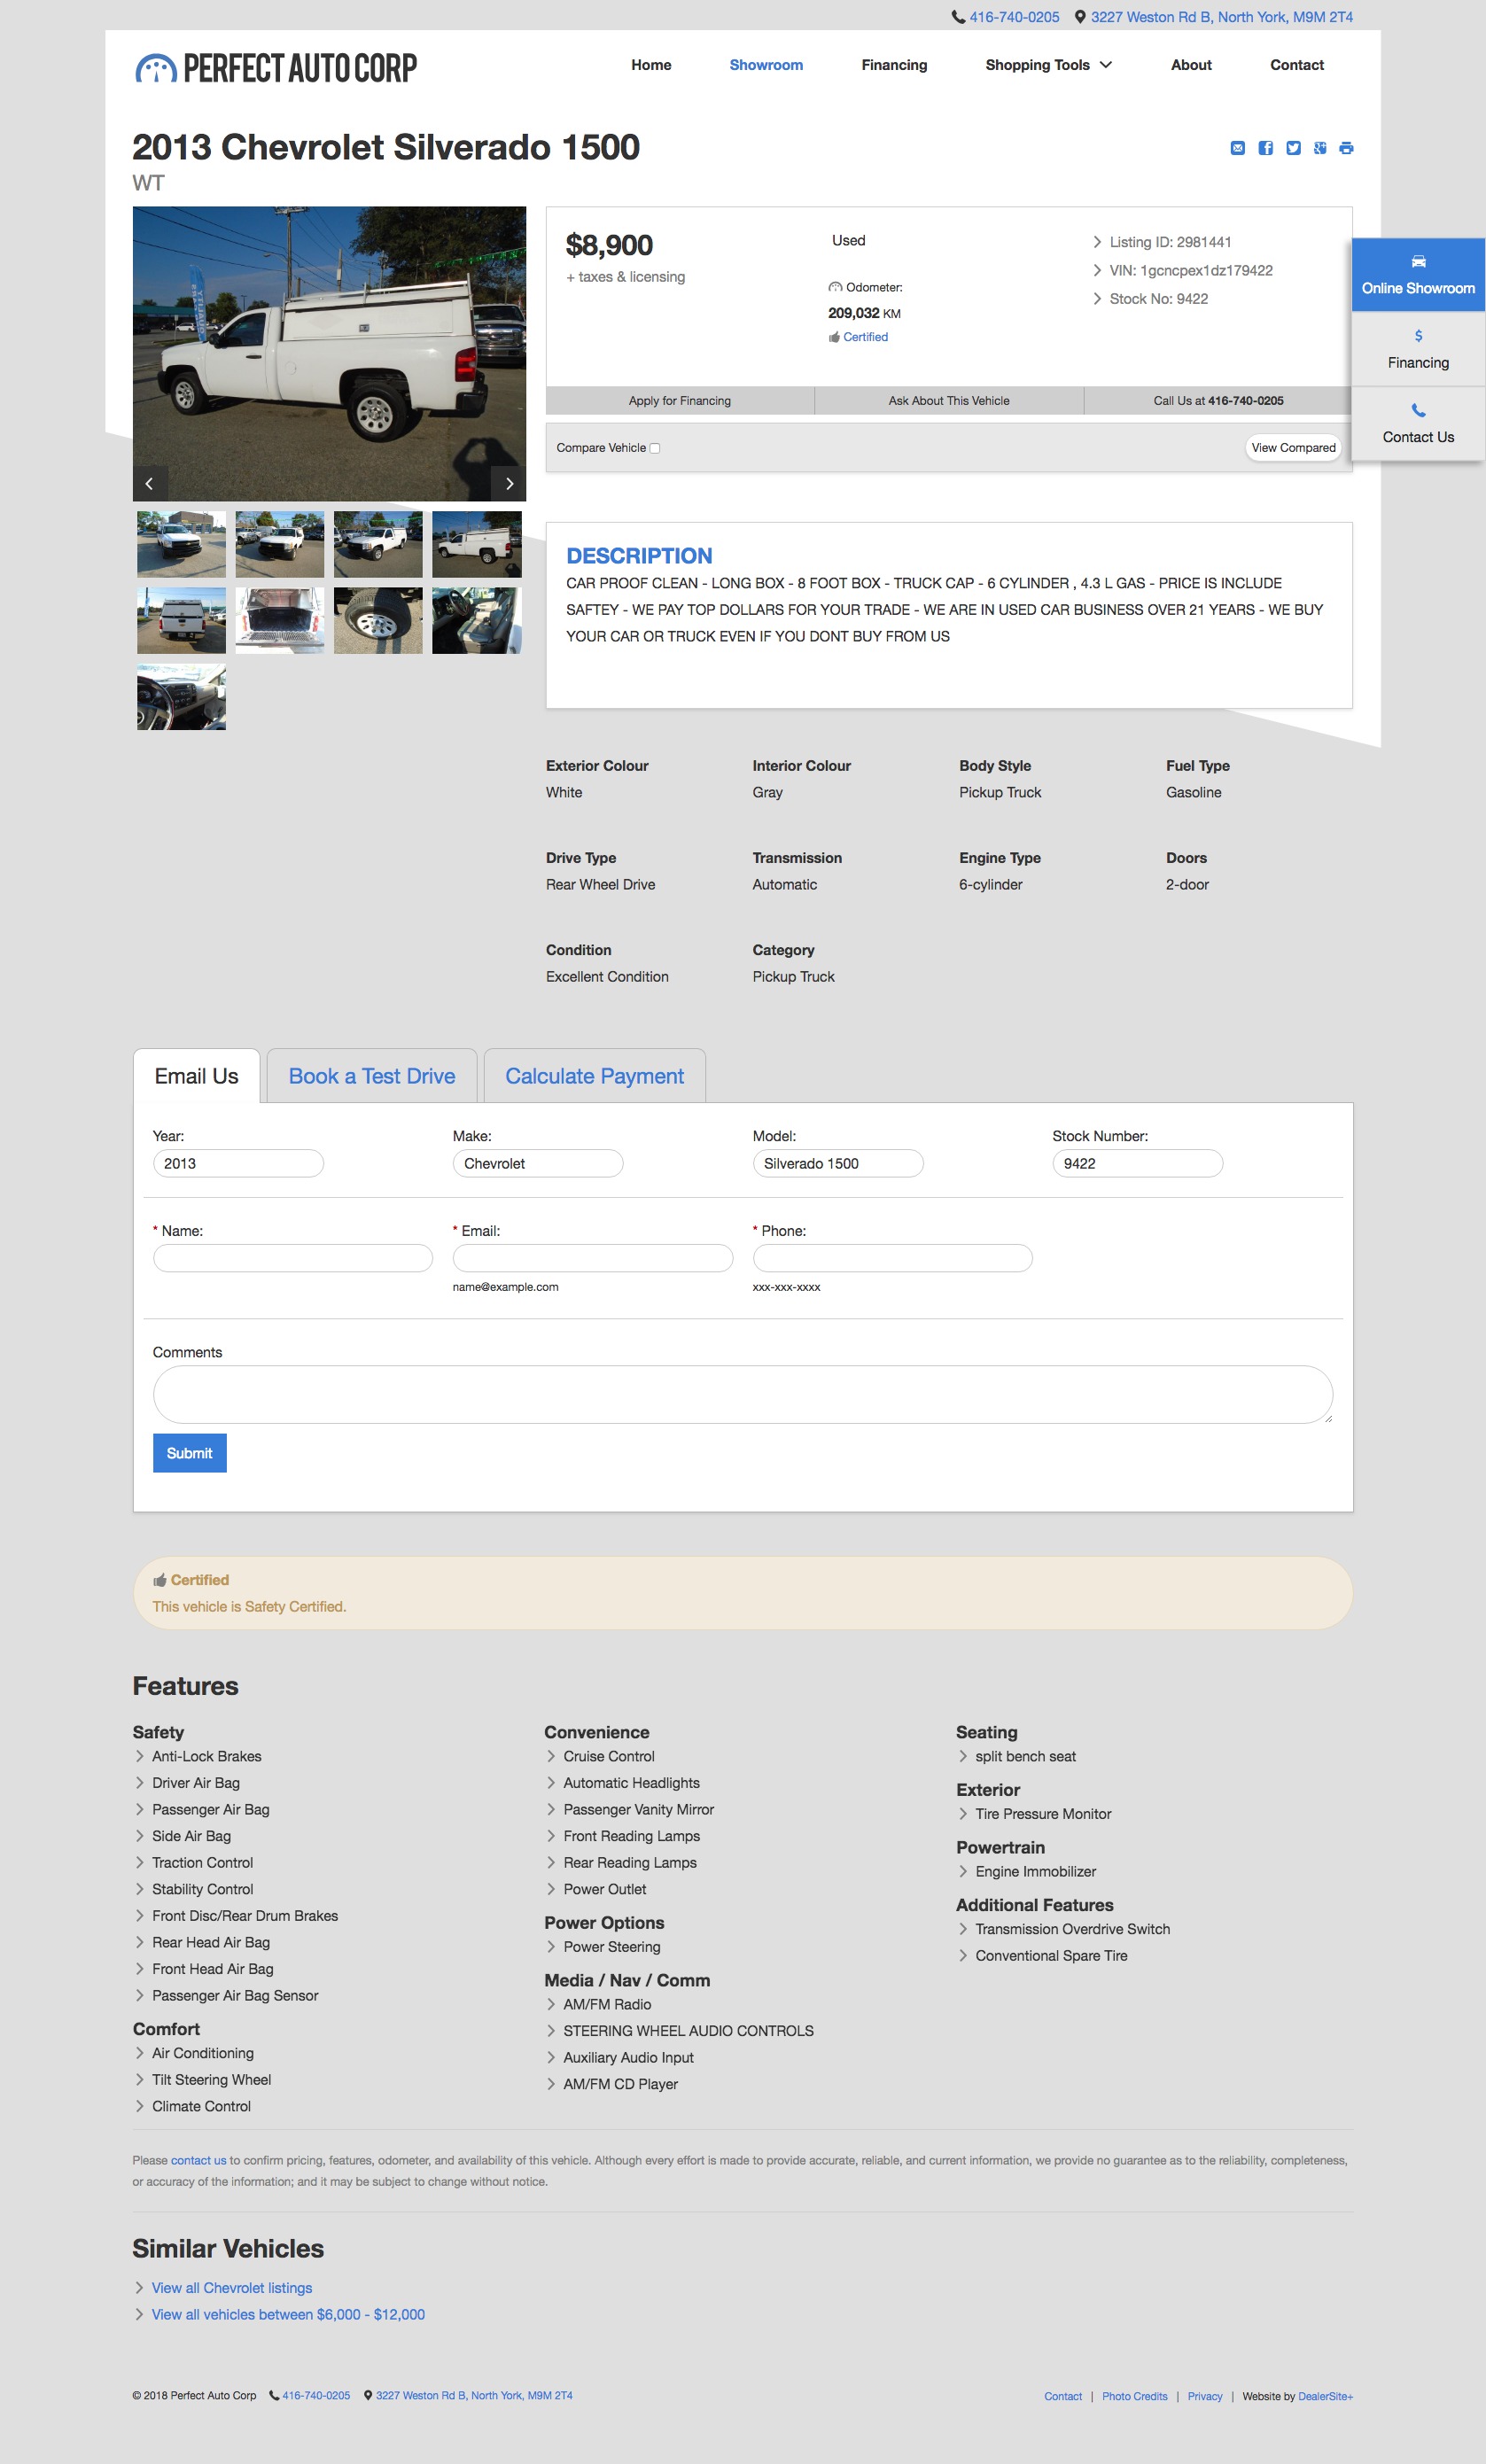 416-740-0205 3227 Weston Rd B, North York, M9M 2T4
PERFECT AUTO CORP
Home Showroom Financing Shopping Tools About Contact
2013 Chevrolet Silverado 1500
WT
$8,900
+ taxes & licensing
Used
Odometer:
209,032 KM
Certified
Listing ID: 2981441
VIN: 1gcncpex1dz179422
Stock No: 9422
Online Showroom
$
Financing
Contact Us
Apply for Financing Ask About This Vehicle Call Us at 416-740-0205
Compare Vehicle View Compared
DESCRIPTION
CAR PROOF CLEAN - LONG BOX - 8 FOOT BOX - TRUCK CAP - 6 CYLINDER , 4.3 L GAS - PRICE IS INCLUDE
SAFTEY - WE PAY TOP DOLLARS FOR YOUR TRADE - WE ARE IN USED CAR BUSINESS OVER 21 YEARS - WE BUY
YOUR CAR OR TRUCK EVEN IF YOU DONT BUY FROM US
Exterior Colour Interior Colour Body Style Fuel Type
White Gray Pickup Truck Gasoline
Drive Type Transmission Engine Type Doors
Rear Wheel Drive Automatic 6-cylinder 2-door
Condition Category
Excellent Condition Pickup Truck
Email Us Book a Test Drive Calculate Payment
Year: Make: Model: Stock Number:
2013 Chevrolet Silverado 1500 9422
* Name: * Email: * Phone:
name@example.com xxx-xxx-xxxx
Comments
Submit
Certified
This vehicle is Safety Certified.
Features
Safety
Anti-Lock Brakes
Driver Air Bag
Passenger Air Bag
Side Air Bag
Traction Control
Stability Control
Front Disc/Rear Drum Brakes
Rear Head Air Bag
Front Head Air Bag
Passenger Air Bag Sensor
Comfort
Air Conditioning
Tilt Steering Wheel
Climate Control
Convenience
Cruise Control
Automatic Headlights
Passenger Vanity Mirror
Front Reading Lamps
Rear Reading Lamps
Power Outlet
Power Options
Power Steering
Media / Nav / Comm
AM/FM Radio
STEERING WHEEL AUDIO CONTROLS
Auxiliary Audio Input
AM/FM CD Player
Seating
split bench seat
Exterior
Tire Pressure Monitor
Powertrain
Engine Immobilizer
Additional Features
Transmission Overdrive Switch
Conventional Spare Tire
Please contact us to confirm pricing, features, odometer, and availability of this vehicle. Although every effort is made to provide accurate, reliable, and current information, we provide no guarantee as to the reliability, completeness,
or accuracy of the information; and it may be subject to change without notice.
Similar Vehicles
View all Chevrolet listings
View all vehicles between $6,000 - $12,000
© 2018 Perfect Auto Corp 416-740-0205 3227 Weston Rd B, North York, M9M 2T4
Contact | Photo Credits | Privacy | Website by DealerSite+